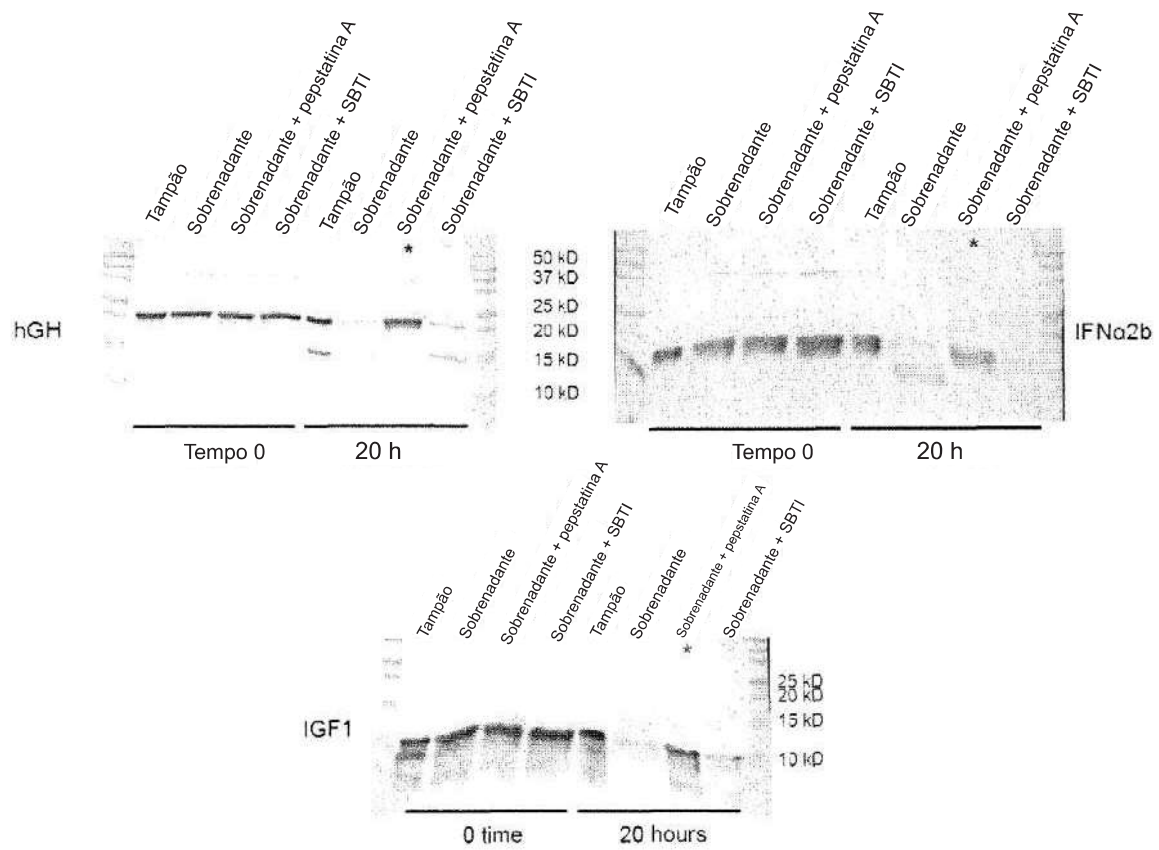 Tampão
Sobrenadante
Sobrenadante + pepstatina A
Sobrenadante + SBTI
Tampão
Sobrenadante
Sobrenadante + pepstatina A
Sobrenadante + SBTI
*
hGH
50 kD
37 kD
25 kD
20 kD
15 kD
10 kD
Tempo 0
20 h
Tampão
Sobrenadante
Sobrenadante + pepstatina A
Sobrenadante + SBTI
Tampão
Sobrenadante
Sobrenadante + pepstatina A
Sobrenadante + SBTI
*
IFNα2b
Tempo 0
20 h
Tampão
Sobrenadante
Sobrenadante + pepstatina A
Sobrenadante + SBTI
Tampão
Sobrenadante
Sobrenadante + pepstatina A
Sobrenadante + SBTI
*
IGF1
25 kD
20 kD
15 kD
10 kD
0 time
20 hours